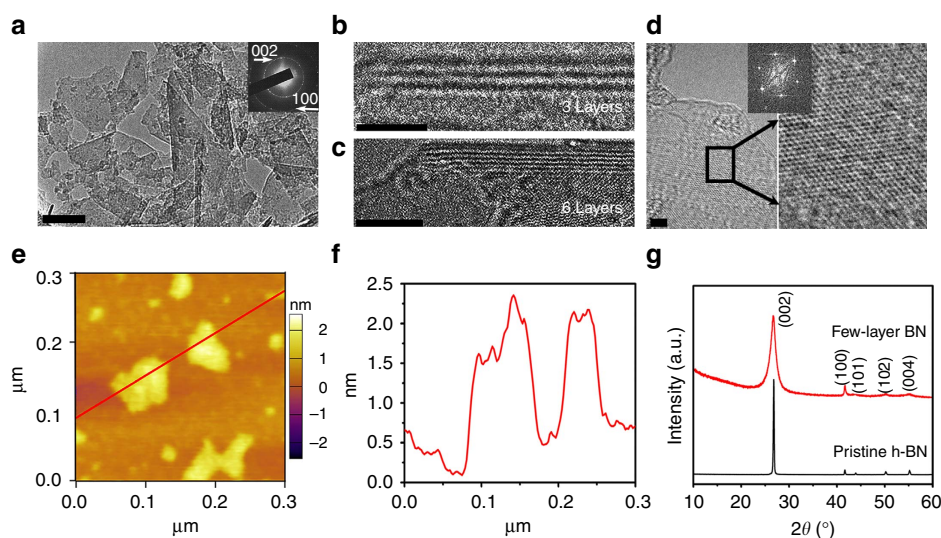 a
002
100
b
3 Layers
c
6 Layers
d
e
0.3
0.2
0.1
0.0
μm
0.0
0.1
0.2
0.3
μm
nm
2
1
0
−1
−2
f
2.5
2.0
1.5
1.0
0.5
0.0
nm
0.0
0.1
0.2
0.3
μm
g
Intensity (a.u.)
(002)
Few-layer BN
(100)
(101)
(102)
(004)
Pristine h-BN
10
20
30
40
50
60
2θ (°)